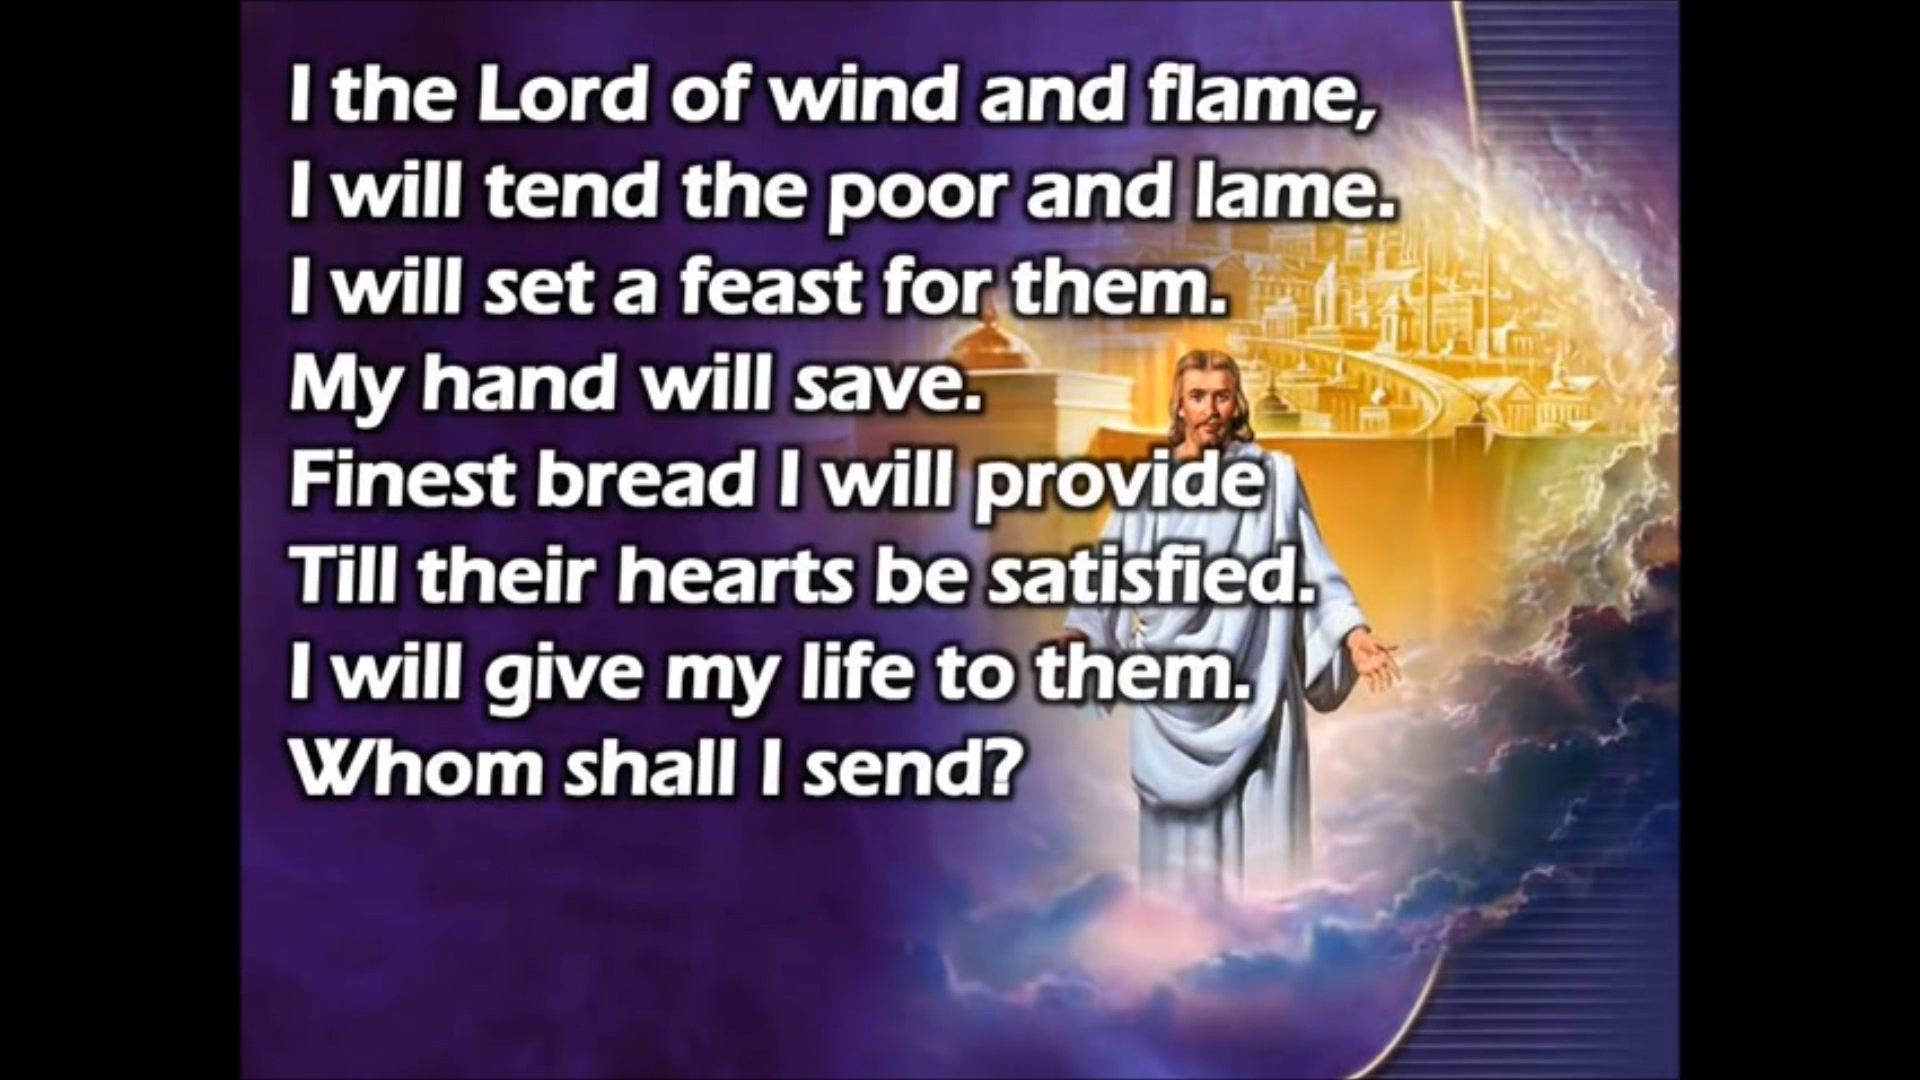 I the Lord of wind and flame,
I will tend the poor and lame.
I will set a feast for them.
My hand will save.
Finest bread I will provide
Till their hearts be satisfied.
I will give my life to them.
Whom shall I send?